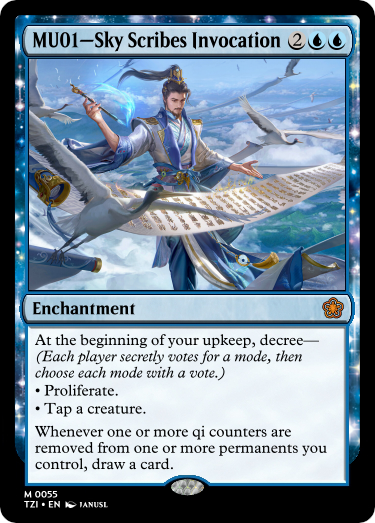 MU01—Sky Scribes Invocation 2
Enchantment
At the beginning of your upkeep, decree—
(Each player secretly votes for a mode, then
choose each mode with a vote.)
• Proliferate.
• Tap a creature.
Whenever one or more qi counters are
removed from one or more permanents you
control, draw a card.
M 0055
TZI • EN JANUSL